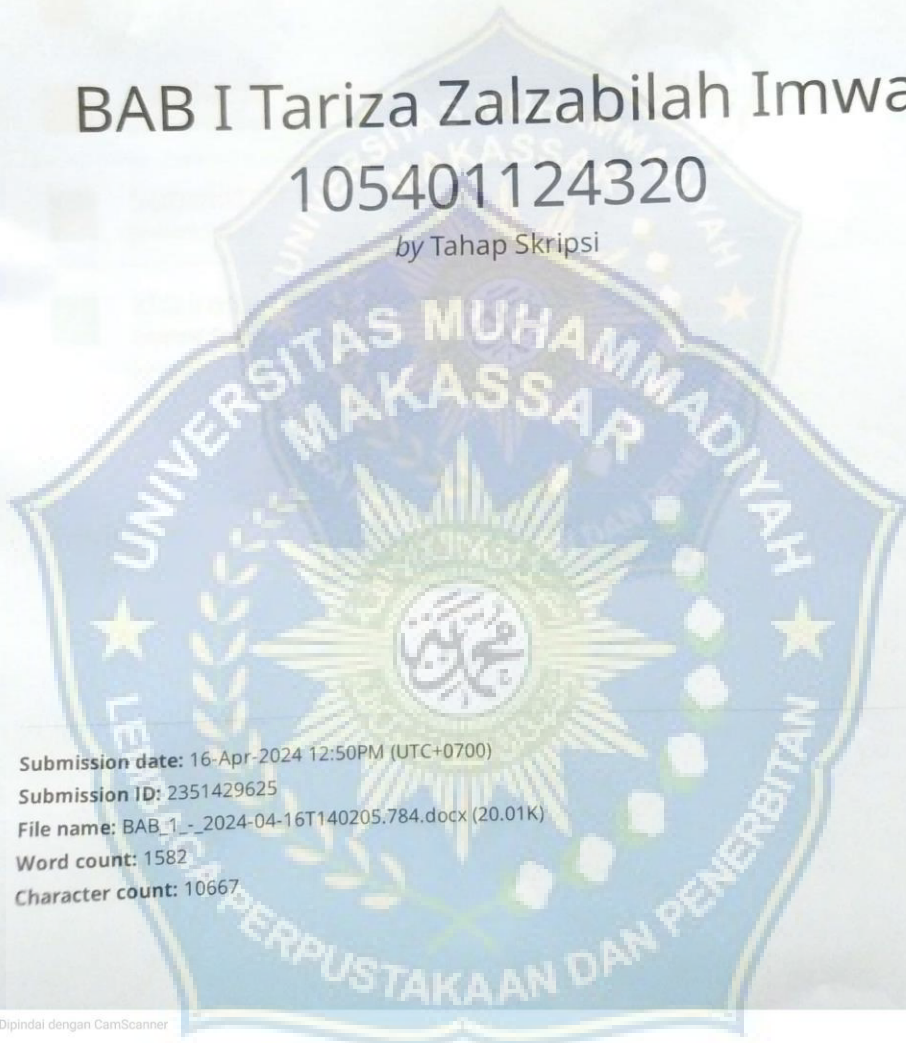 BAB I Tariza Zalzabilah Imwa
105401124320
by Tahap Skripsi
UNIVERSITAS MUHAMMADIYAH
MAKASSAR
LEMBAGA PERPUSTAKAAN DAN PENERBITAN
Submission date: 16-Apr-2024 12:50PM (UTC+0700)
Submission ID: 2351429625
File name: BAB_1_-_2024-04-16T140205.784.docx (20.01K)
Word count: 1582
Character count: 10667
Dipindai dengan CamScanner